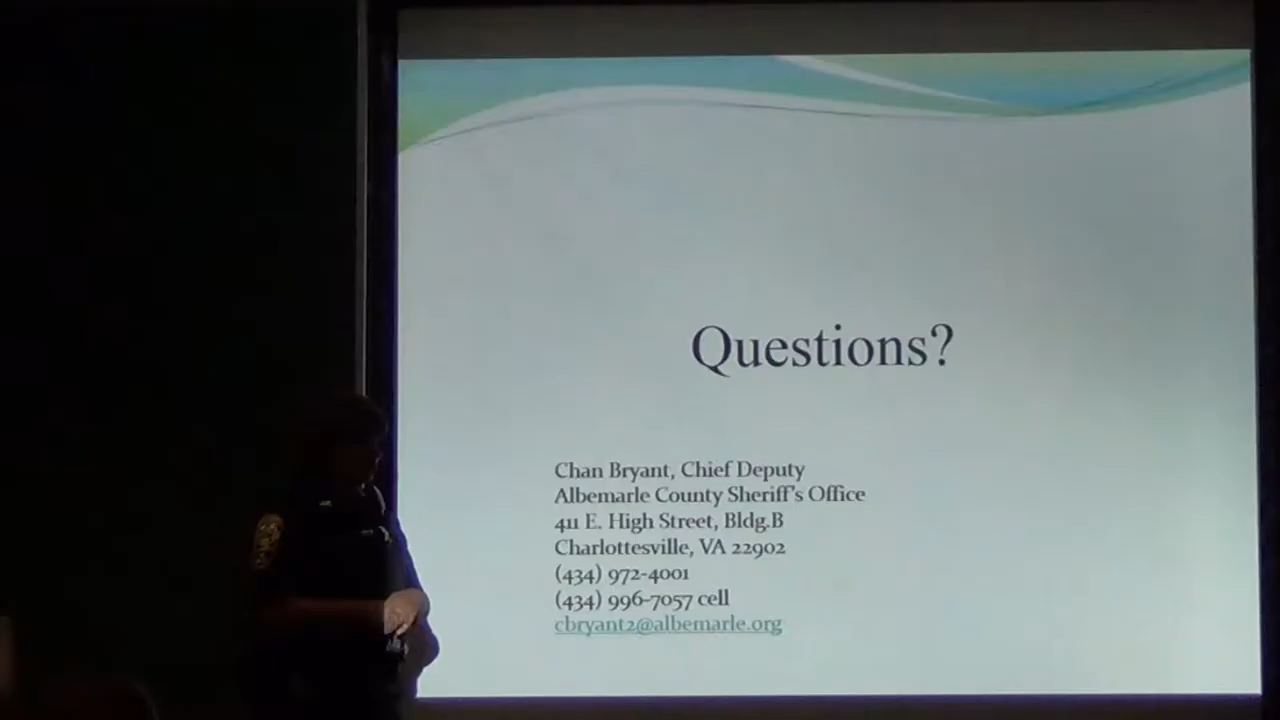 Questions?
Chan Bryant, Chief Deputy
Albemarle County Sheriff's Office
411 E. High Street, Bldg.B
Charlottesville, VA 22902
(434) 972-4001
(434) 996-7057 cell
cbryant2@albemarle.org